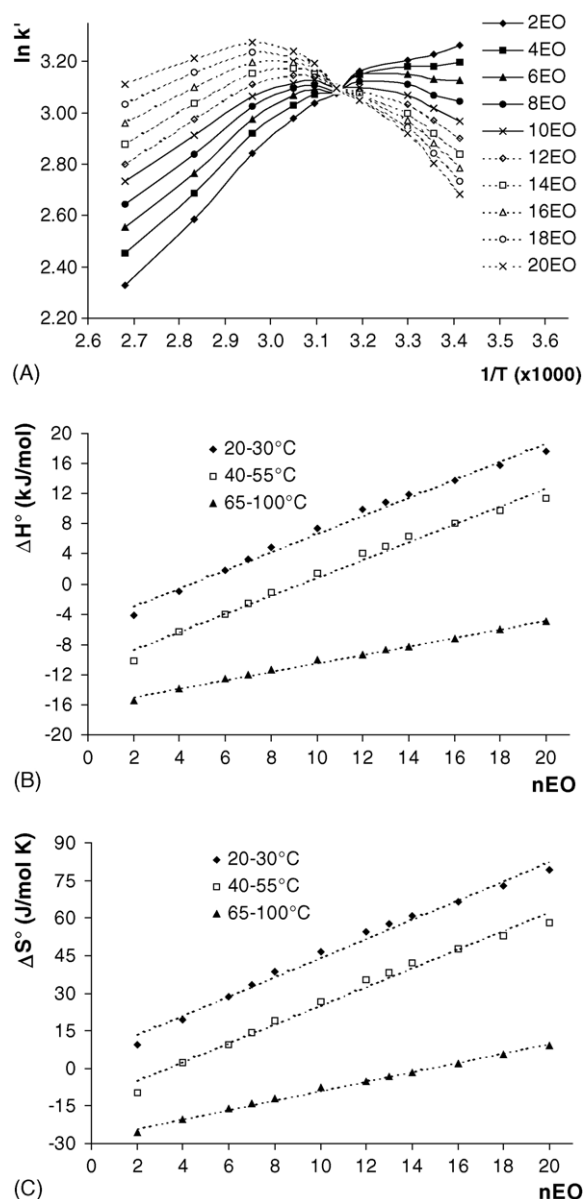 ln k'
3.20
3.00
2.80
2.60
2.40
2.20
2.6 2.7 2.8 2.9 3.0 3.1 3.2 3.3 3.4 3.5 3.6
1/T (x1000)
2EO
4EO
6EO
8EO
10EO
12EO
14EO
16EO
18EO
20EO
(A)
ΔH° (kJ/mol)
20
16
12
8
4
0
-4
-8
-12
-16
-20
20-30°C
40-55°C
65-100°C
0 2 4 6 8 10 12 14 16 18 20
nEO
(B)
ΔS° (J/mol K)
90
75
60
45
30
15
0
-15
-30
20-30°C
40-55°C
65-100°C
0 2 4 6 8 10 12 14 16 18 20
nEO
(C)